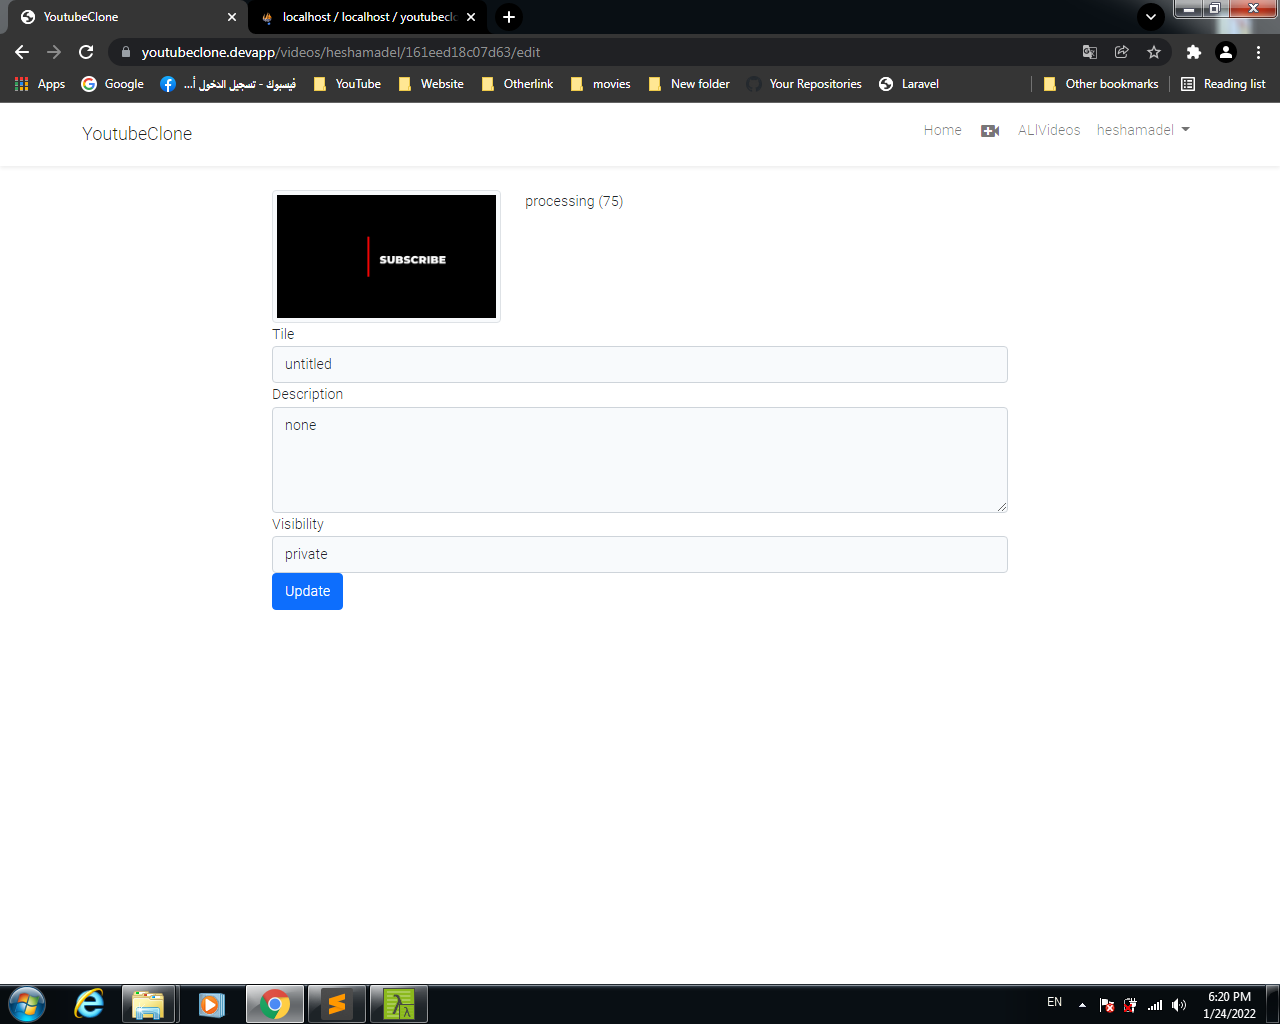 YoutubeClone
localhost / localhost / youtubeclo
youtubeclone.devapp/videos/heshamadel/161eed18c07d63/edit
Apps
Google
فيسبوك - تسجيل الدخول أ...
YouTube
Website
Otherlink
movies
New folder
Your Repositories
Laravel
Other bookmarks
Reading list
YoutubeClone
Home
ALlVideos
heshamadel
SUBSCRIBE
processing (75)
Tile
untitled
Description
none
Visibility
private
Update
EN
6:20 PM
1/24/2022